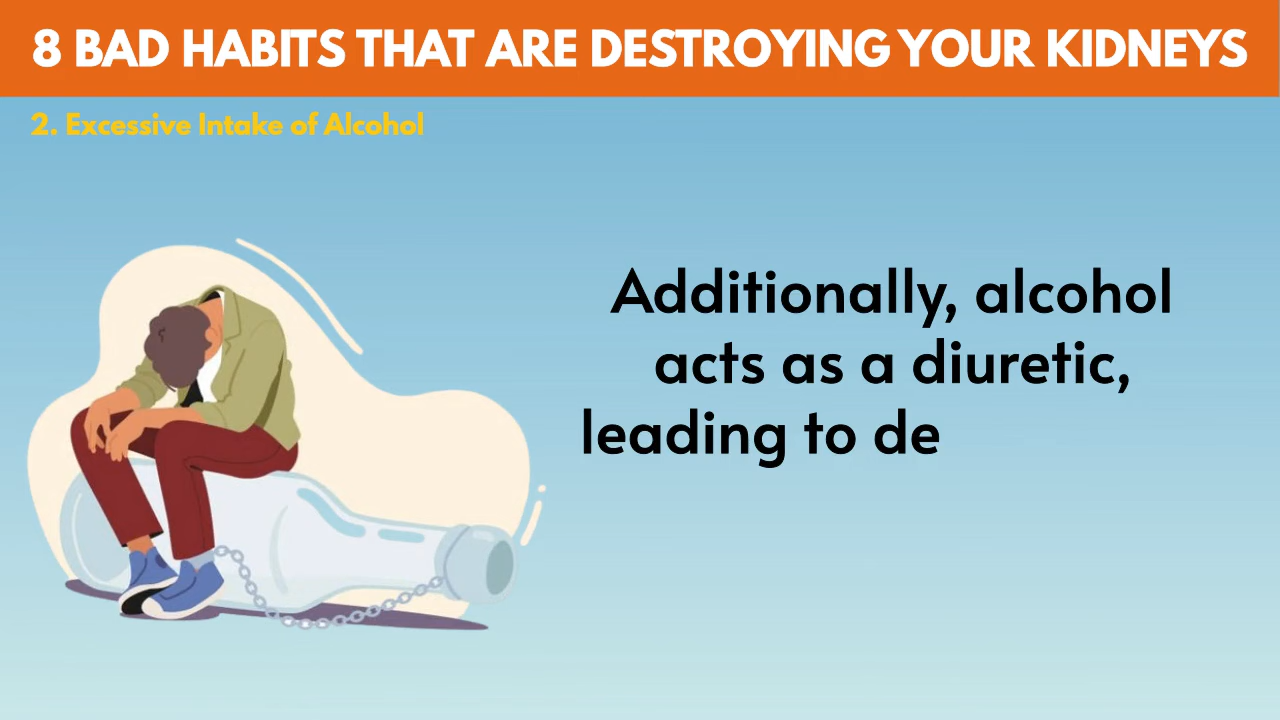 8 BAD HABITS THAT ARE DESTROYING YOUR KIDNEYS
2. Excessive Intake of Alcohol
Additionally, alcohol
acts as a diuretic,
leading to de